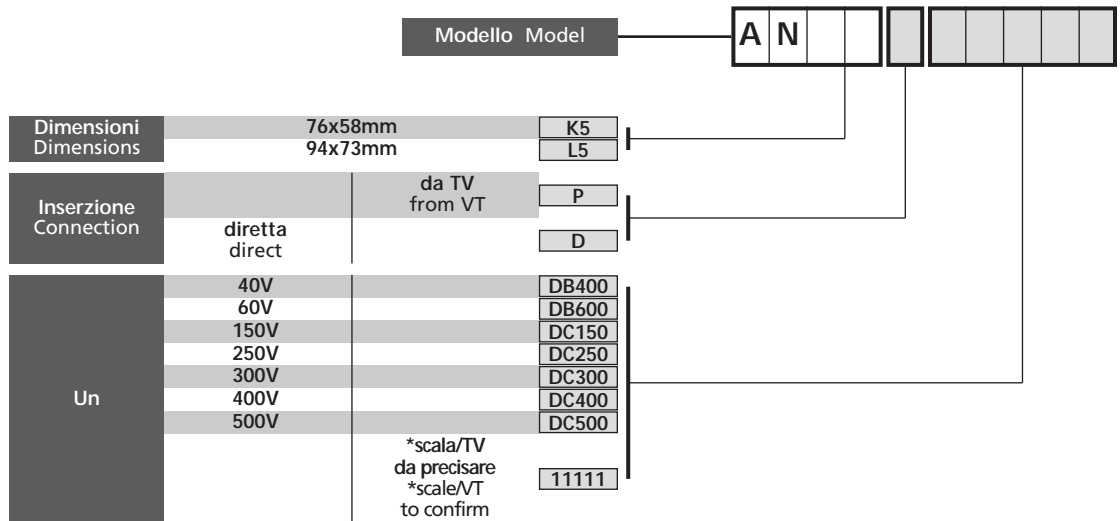 Modello Model
A N
Dimensioni
Dimensions
76x58mm
K5
94x73mm
L5
Inserzione
Connection
da TV
from VT
P
diretta
direct
D
Un
40V
DB400
60V
DB600
150V
DC150
250V
DC250
300V
DC300
400V
DC400
500V
DC500
*scala/TV
da precisare
*scale/VT
to confirm
11111